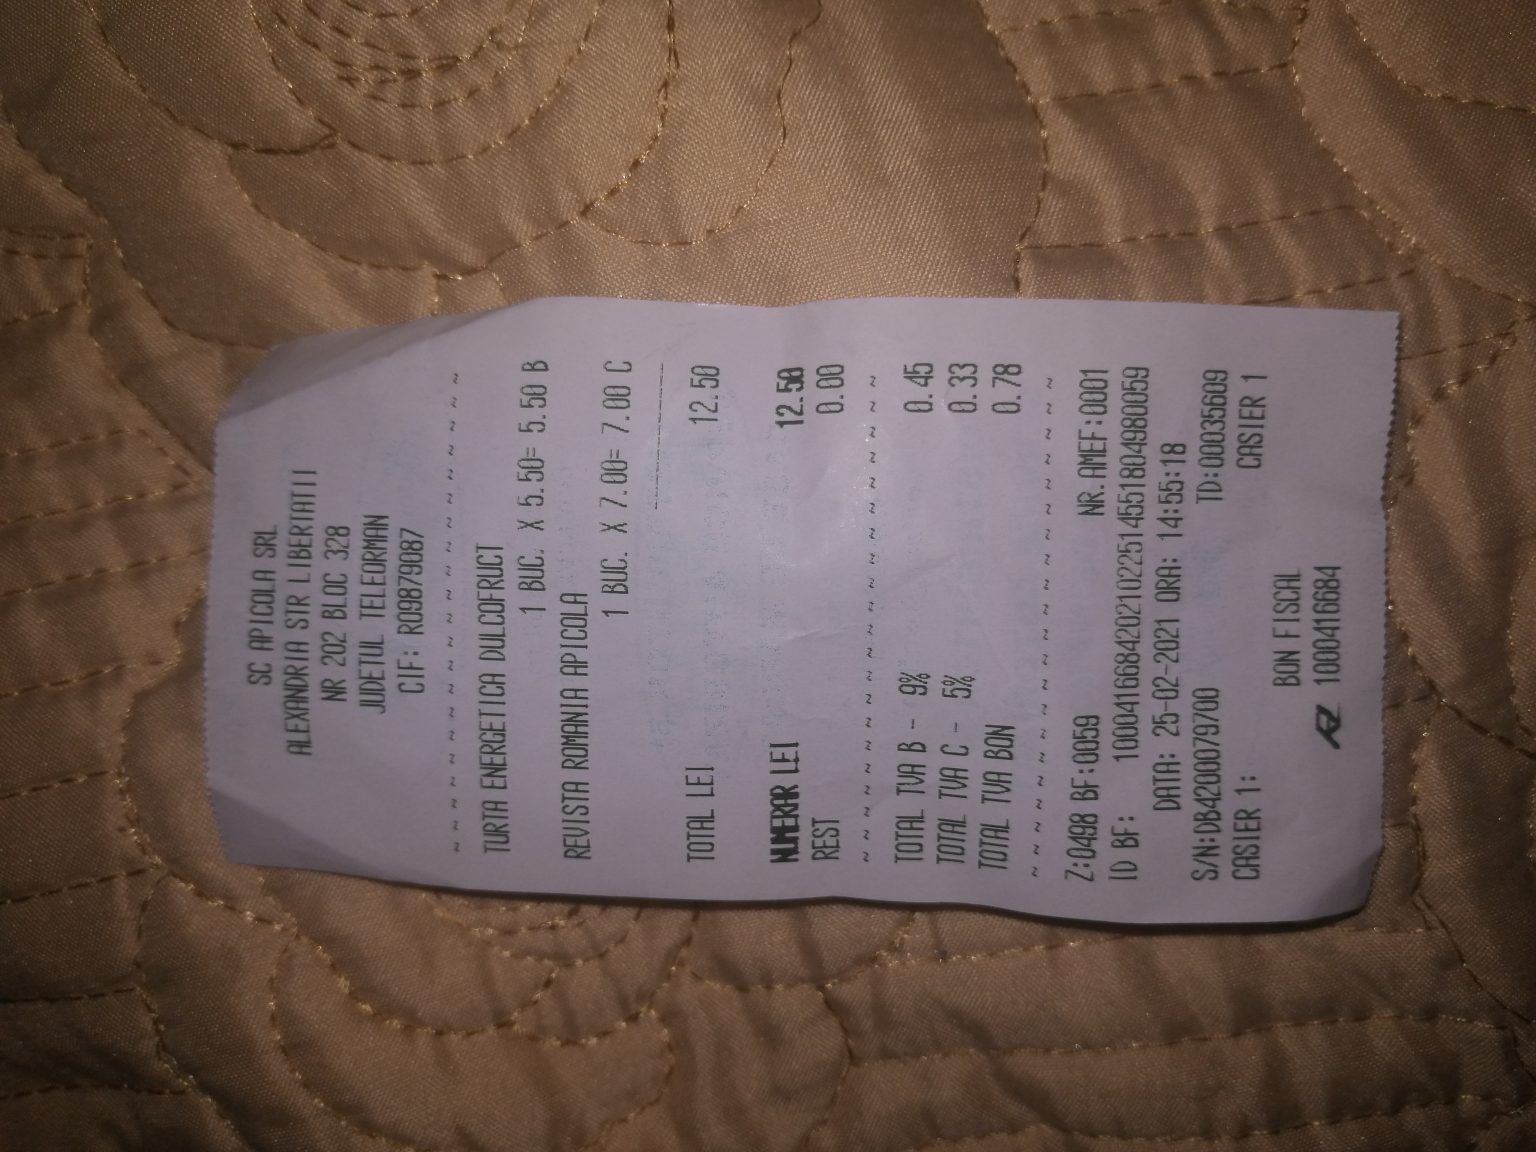 SC APICOLA SRL
ALEXANDRIA STR LIBERTATII
NR 202 BLOC 328
JUDETUL TELEORMAN
CIF: RO9879087
~ ~ ~ ~ ~ ~ ~ ~ ~ ~ ~ ~ ~ ~ ~ ~ ~ ~ ~ ~
TURTA ENERGETICA DULCOFRUCT
1 BUC. X 5.50= 5.50 B
REVISTA ROMANIA APICOLA
1 BUC. X 7.00= 7.00 C
TOTAL LEI 12.50
NUMERAR LEI 12.50
REST 0.00
~ ~ ~ ~ ~ ~ ~ ~ ~ ~ ~ ~ ~ ~ ~ ~ ~ ~ ~ ~
TOTAL TVA B - 9% 0.45
TOTAL TVA C - 5% 0.33
TOTAL TVA BON 0.78
~ ~ ~ ~ ~ ~ ~ ~ ~ ~ ~ ~ ~ ~ ~ ~ ~ ~ ~ ~
Z:0498 BF:0059 NR.AMEF:0001
ID BF: 1000416684202102251455180498​0059
DATA: 25-02-2021 ORA: 14:55:18
S/N:DB4200079700 TD:00035609
CASIER 1: CASIER 1
BON FISCAL
1000416684